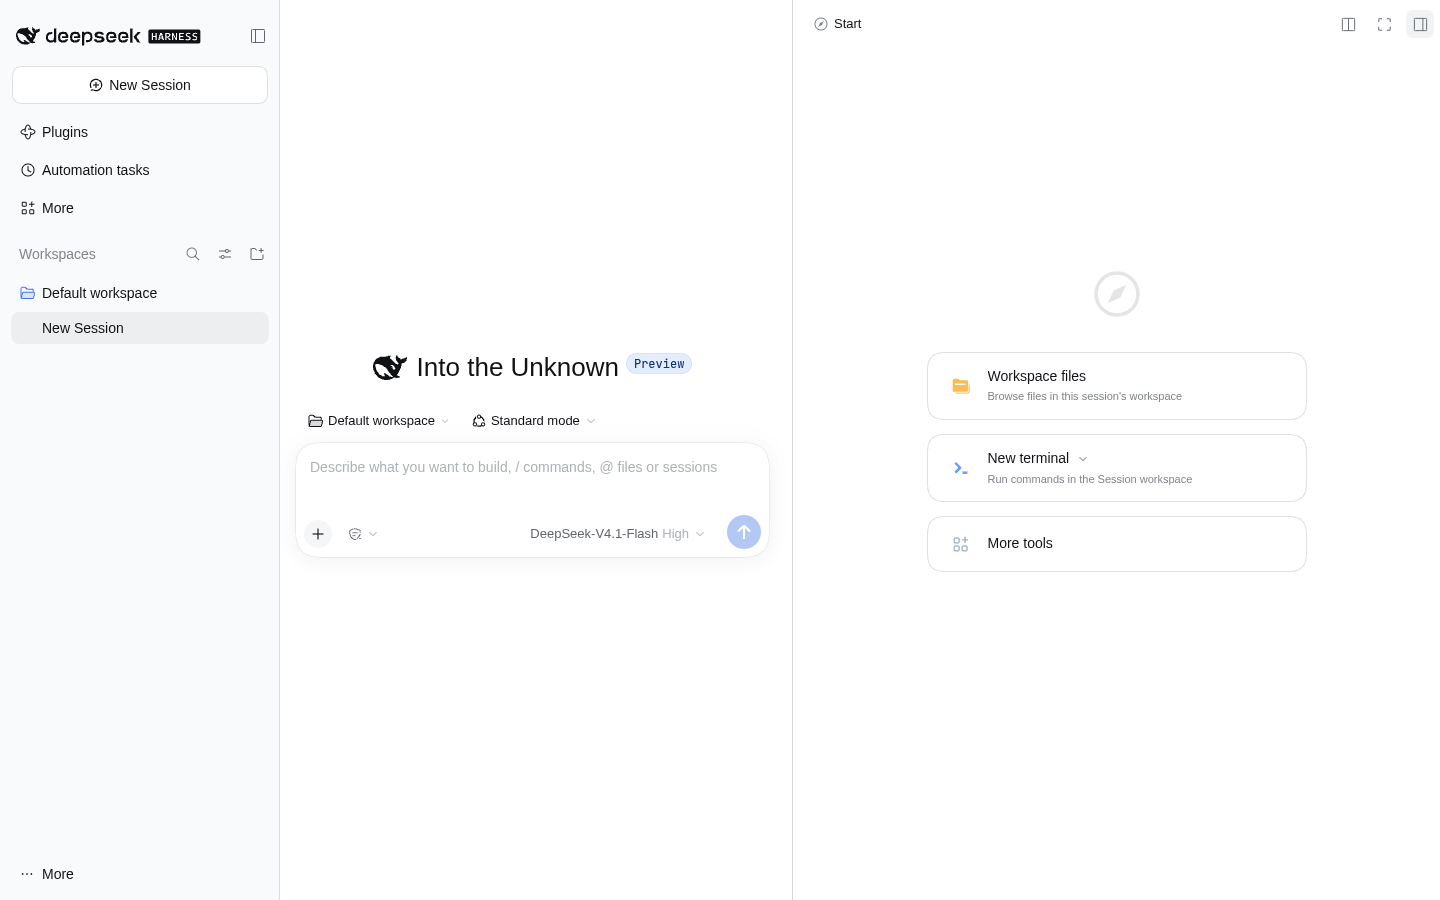 deepseek HARNESS
New Session
Plugins
Automation tasks
More
Workspaces
Default workspace
New Session
More
Into the Unknown Preview
Default workspace Standard mode
Describe what you want to build, / commands, @ files or sessions
DeepSeek-V4.1-Flash High
Start
Workspace files
Browse files in this session's workspace
New terminal
Run commands in the Session workspace
More tools